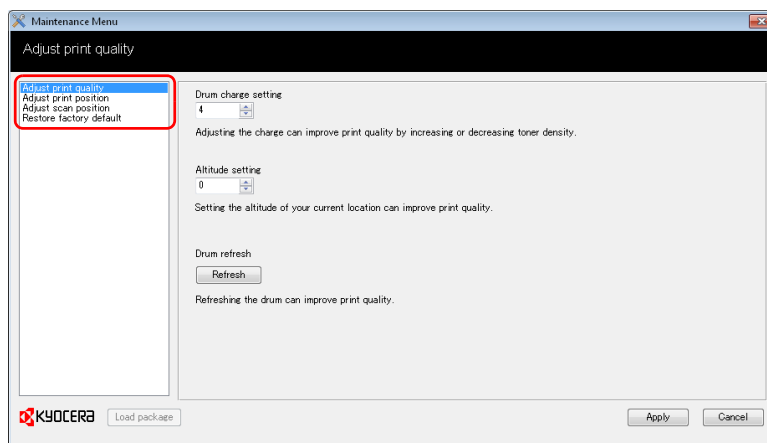 Maintenance Menu
Adjust print quality
Adjust print quality
Adjust print position
Adjust scan position
Restore factory default
Drum charge setting
4
Adjusting the charge can improve print quality by increasing or decreasing toner density.
Altitude setting
0
Setting the altitude of your current location can improve print quality.
Drum refresh
Refresh
Refreshing the drum can improve print quality.
KYOCERA Load package Apply Cancel